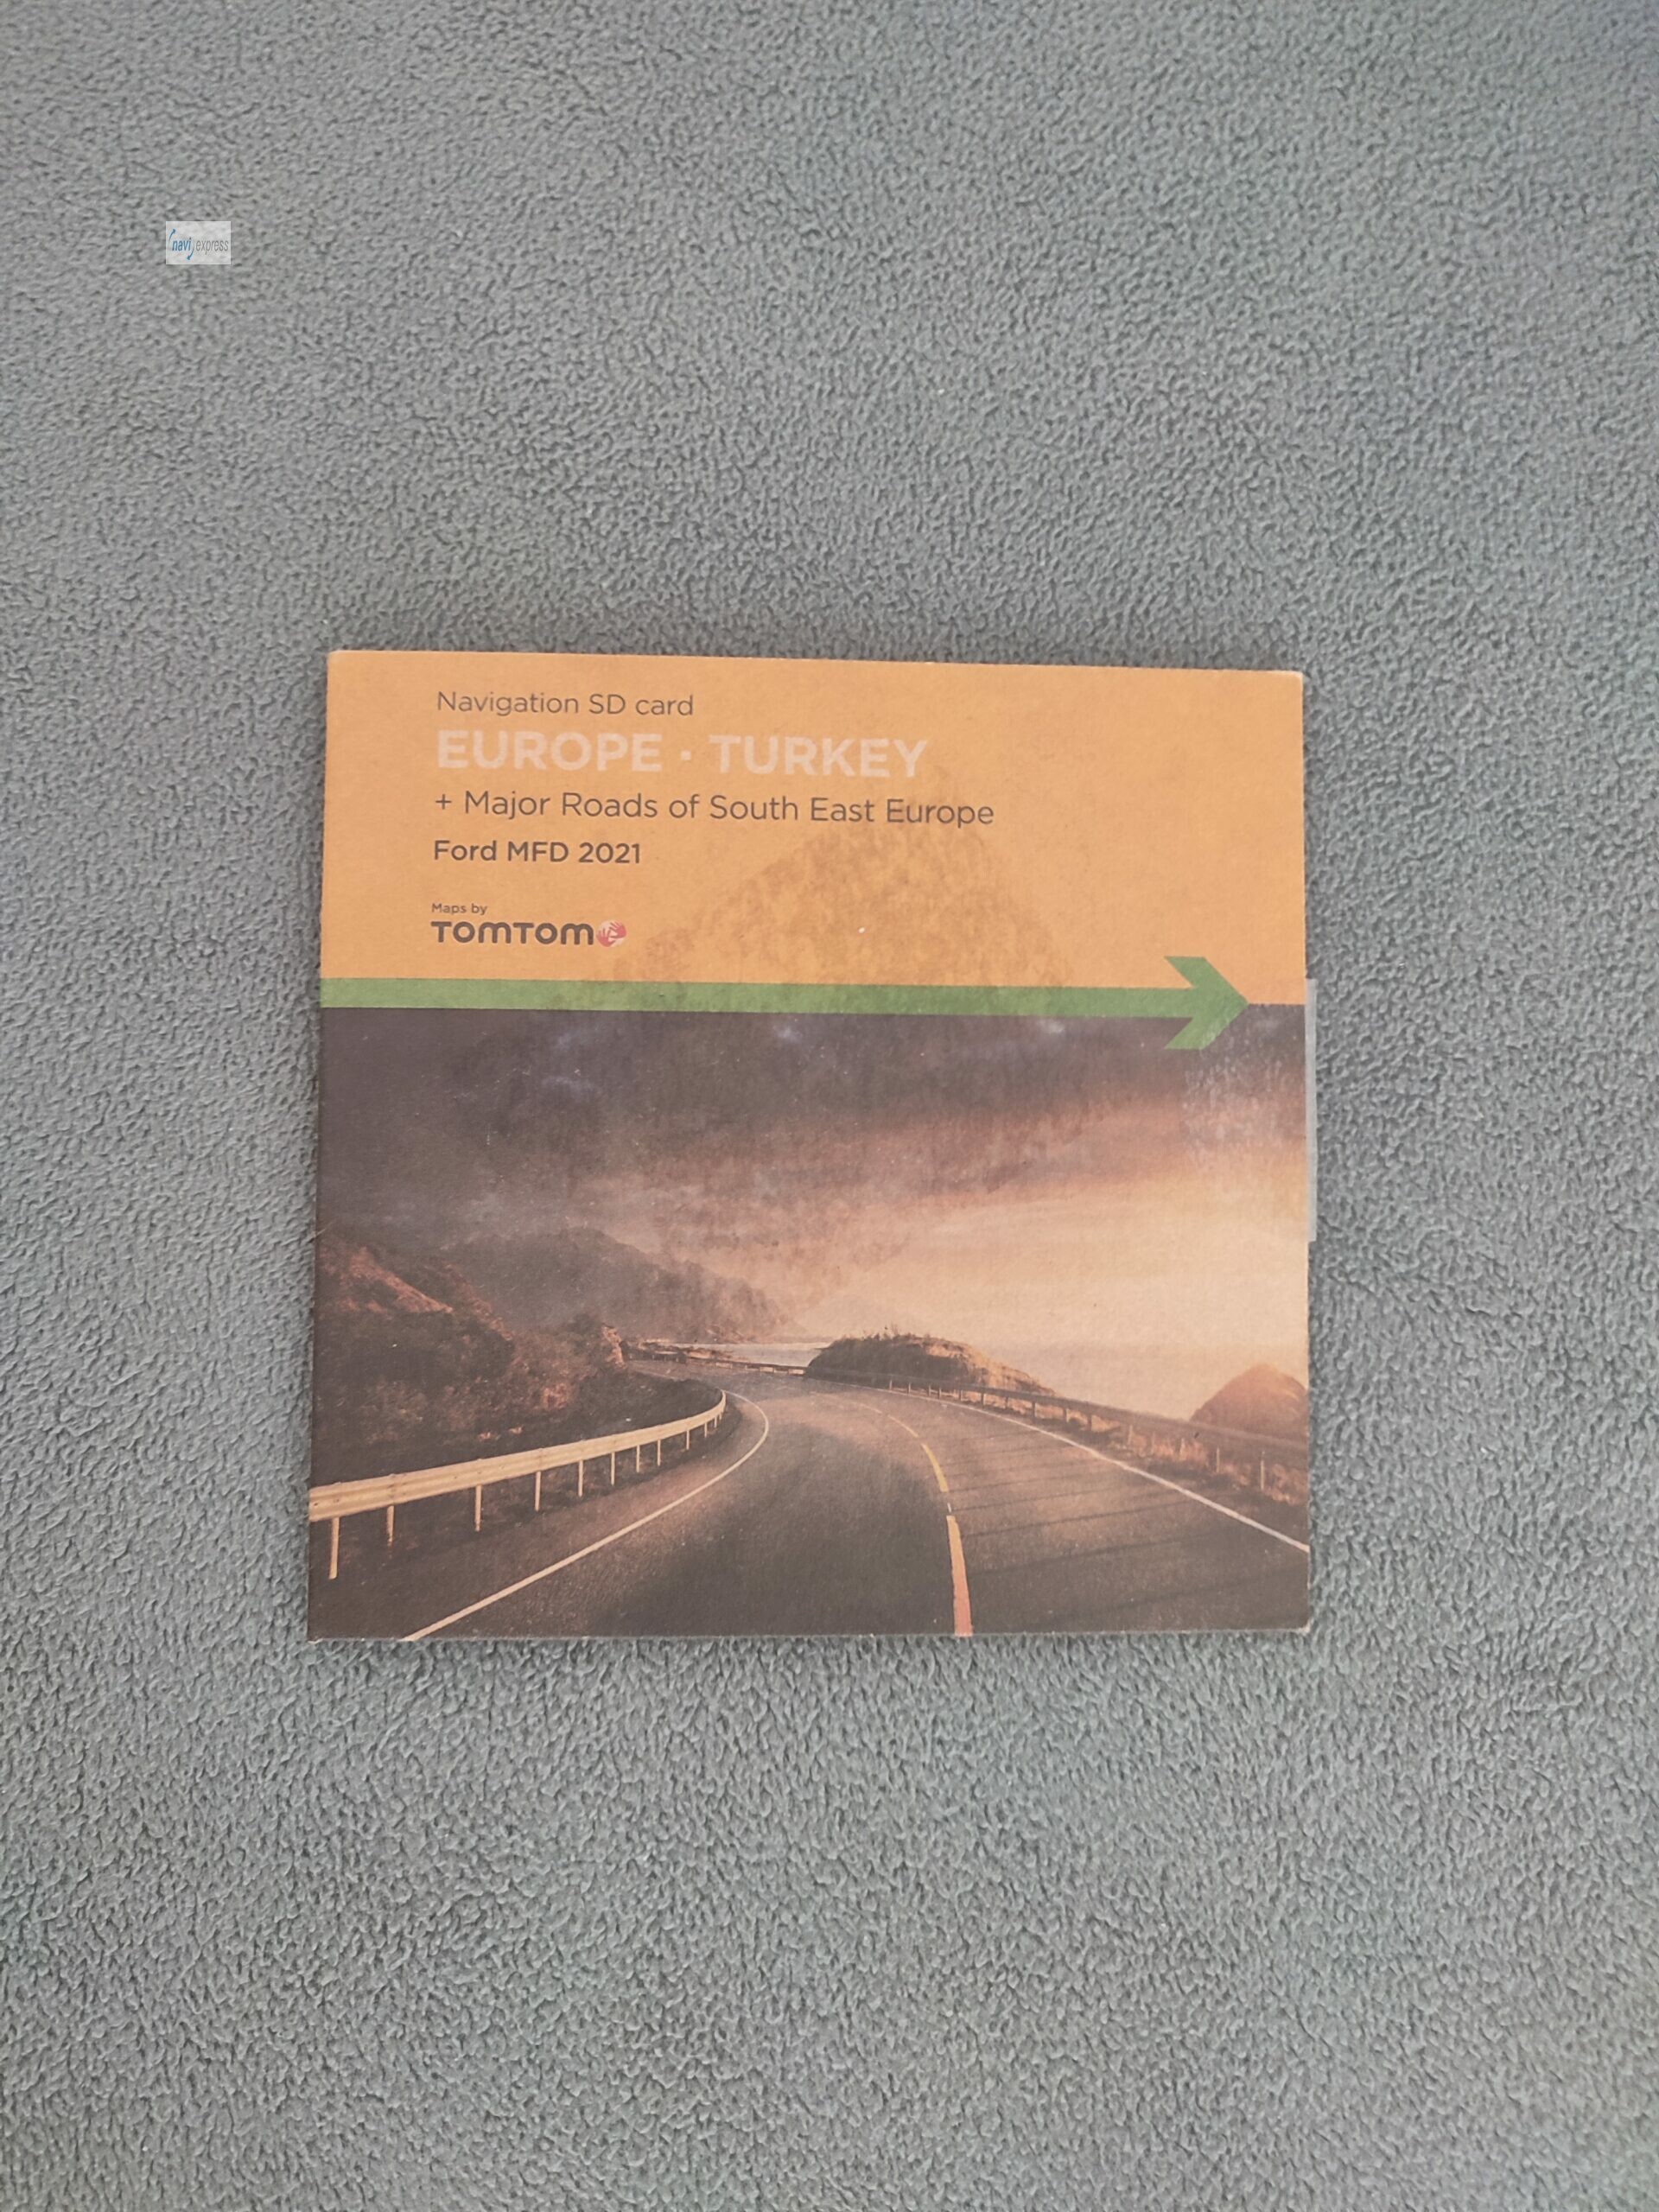 navi express
Navigation SD card
EUROPE · TURKEY
+ Major Roads of South East Europe
Ford MFD 2021
Maps by
TOMTOM